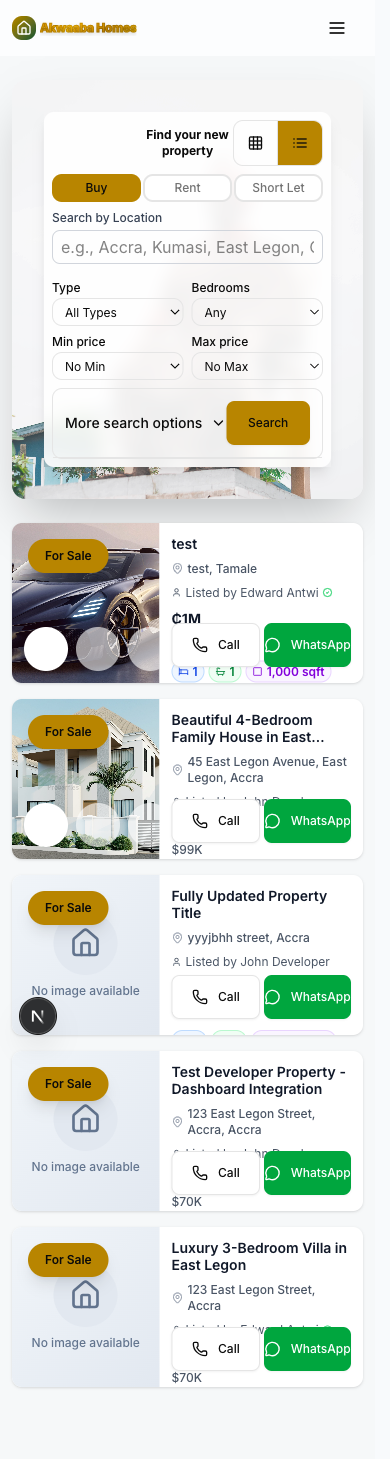 Akwaaba Homes
Find your new
property
Buy
Rent
Short Let
Search by Location
e.g., Accra, Kumasi, East Legon, (
Type
Bedrooms
All Types
Any
Min price
Max price
No Min
No Max
More search options
Search
For Sale
test
test, Tamale
Listed by Edward Antwi
₵1M
Call
WhatsApp
1
1
1,000 sqft
For Sale
Beautiful 4-Bedroom
Family House in East...
45 East Legon Avenue, East
Legon, Accra
Call
WhatsApp
$99K
For Sale
No image available
Fully Updated Property
Title
yyyjbhh street, Accra
Listed by John Developer
Call
WhatsApp
N
For Sale
No image available
Test Developer Property -
Dashboard Integration
123 East Legon Street,
Accra, Accra
Call
WhatsApp
$70K
For Sale
No image available
Luxury 3-Bedroom Villa in
East Legon
123 East Legon Street,
Accra
Listed by Edward Antwi
Call
WhatsApp
$70K